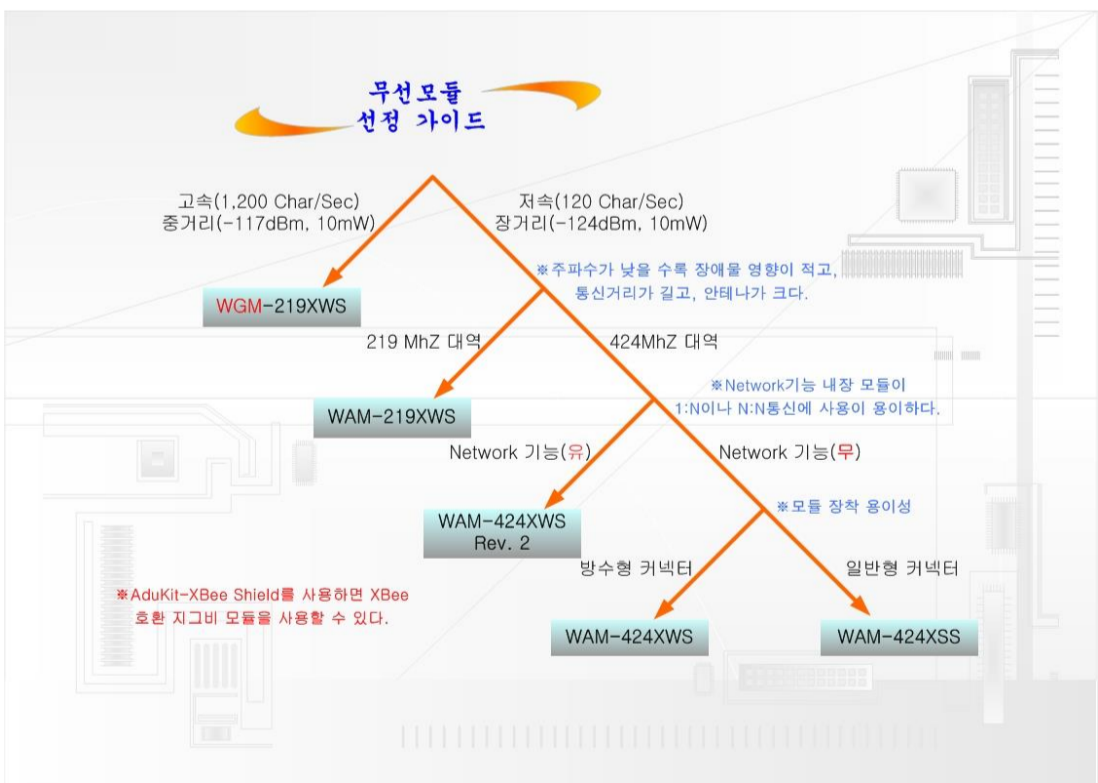 무선모듈
선정 가이드
고속(1,200 Char/Sec)
중거리(-117dBm, 10mW)
저속(120 Char/Sec)
장거리(-124dBm, 10mW)
※주파수가 낮을 수록 장애물 영향이 적고,
통신거리가 길고, 안테나가 크다.
WGM-219XWS
219 MhZ 대역
424MhZ 대역
※Network기능 내장 모듈이
1:N이나 N:N통신에 사용이 용이하다.
WAM-219XWS
Network 기능(유)
Network 기능(무)
※모듈 장착 용이성
WAM-424XWS
Rev. 2
방수형 커넥터
일반형 커넥터
※AduKit-XBee Shield를 사용하면 XBee
호환 지그비 모듈을 사용할 수 있다.
WAM-424XWS
WAM-424XSS